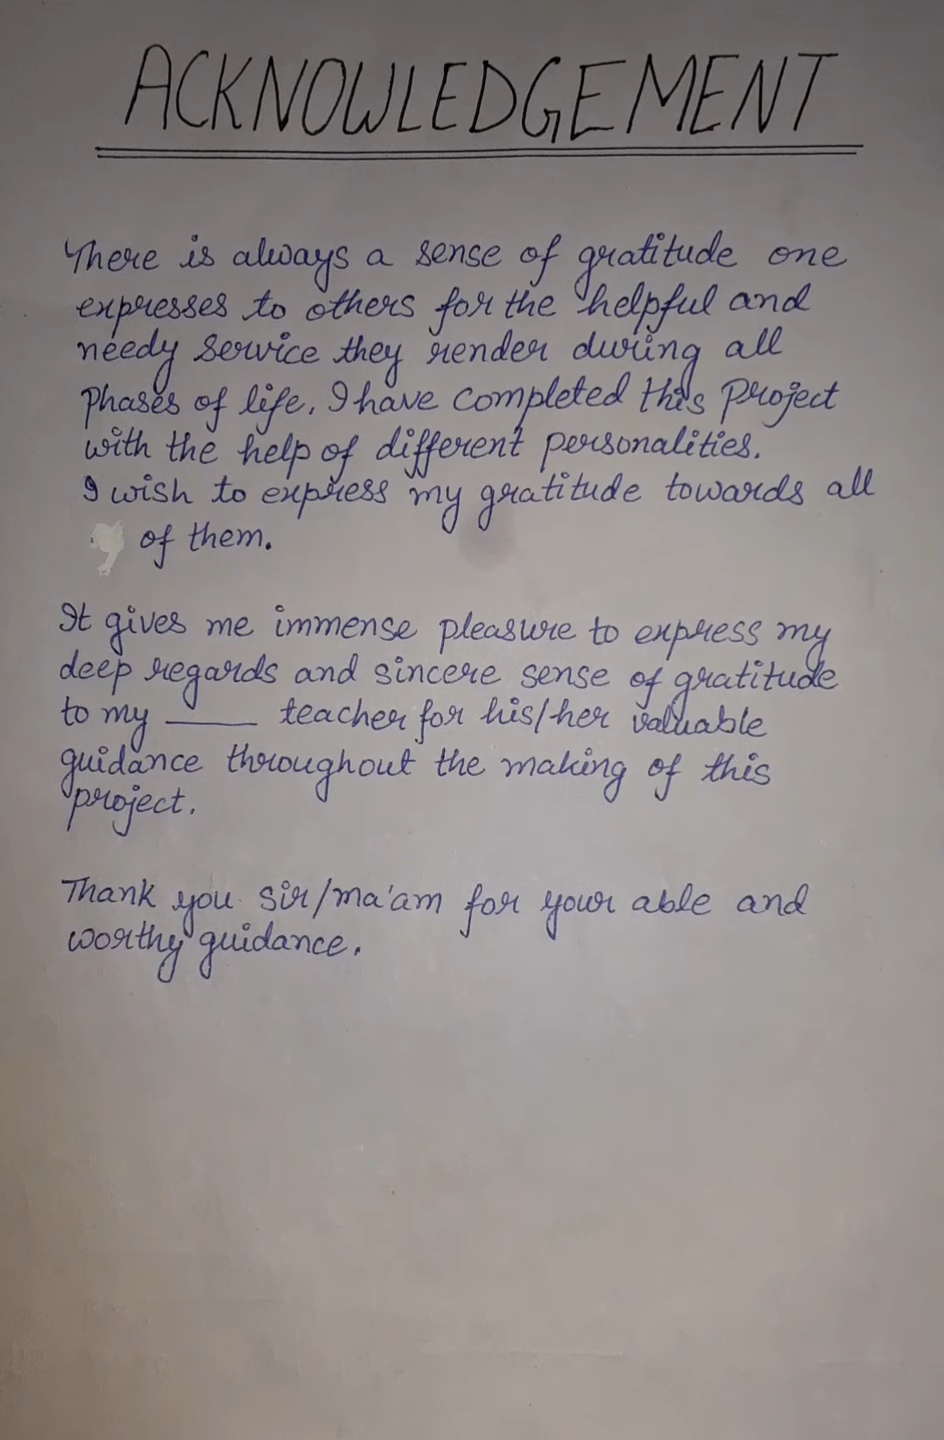 ACKNOWLEDGEMENT
There is always a sense of gratitude one
expresses to others for the helpful and
needy service they render during all
phases of life. I have completed this project
with the help of different personalities.
I wish to express my gratitude towards all
of them.
It gives me immense pleasure to express my
deep regards and sincere sense of gratitude
to my _____ teacher for his/her valuable
guidance throughout the making of this
project.
Thank you sir/ma'am for your able and
worthy guidance.